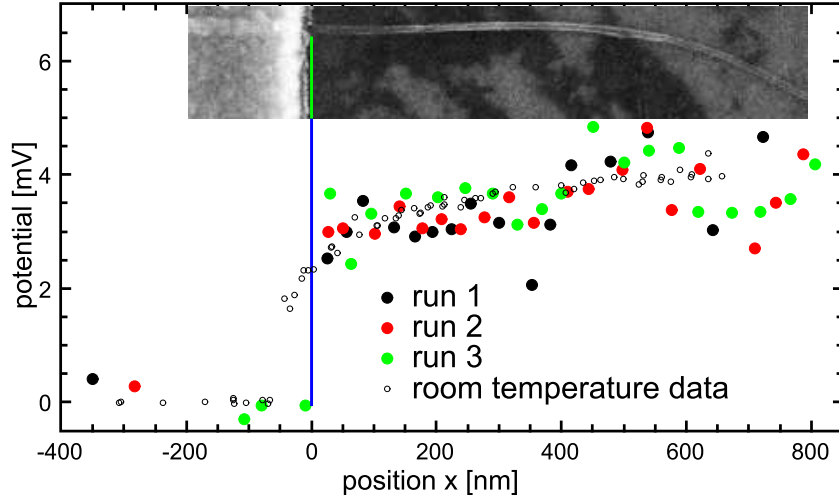 6
4
2
0
potential [mV]
run 1
run 2
run 3
room temperature data
-400
-200
0
200
400
600
800
position x [nm]